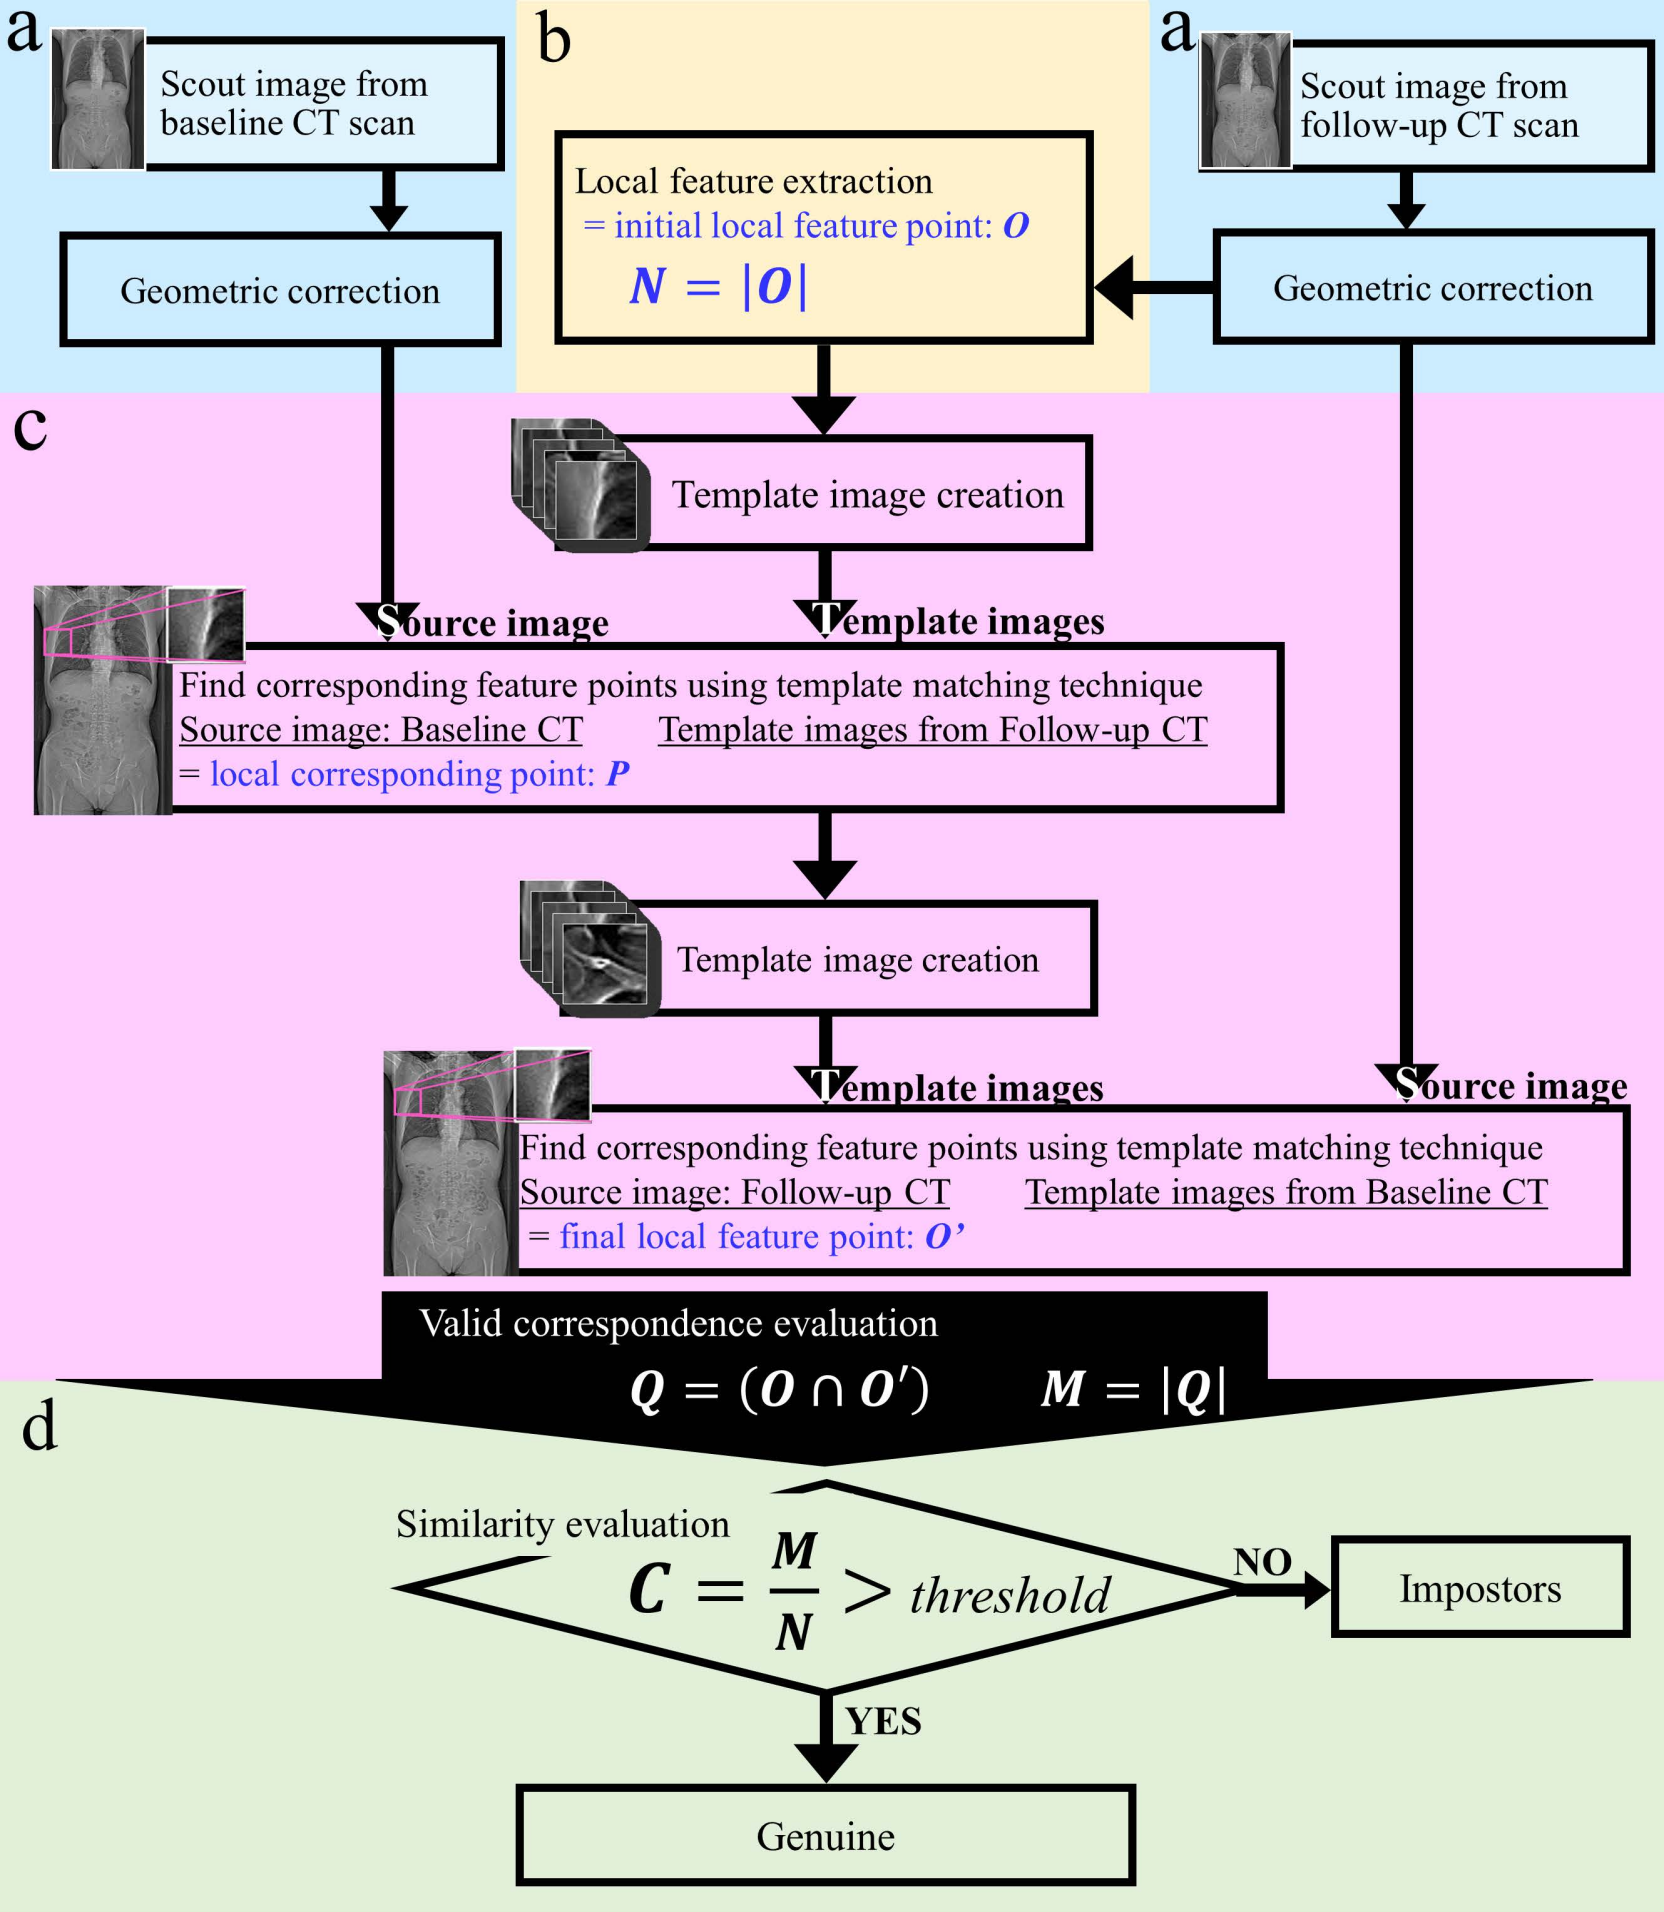 a
Scout image from
baseline CT scan
Geometric correction
b
Local feature extraction
= initial local feature point: O
N = |O|
a
Scout image from
follow-up CT scan
Geometric correction
c
Template image creation
Source image
Template images
Find corresponding feature points using template matching technique
Source image: Baseline CT Template images from Follow-up CT
= local corresponding point: P
Template image creation
Template images
Source image
Find corresponding feature points using template matching technique
Source image: Follow-up CT Template images from Baseline CT
= final local feature point: O’
Valid correspondence evaluation
Q = (O ∩ O′) M = |Q|
d
Similarity evaluation
C = M/N > threshold
NO
Impostors
YES
Genuine